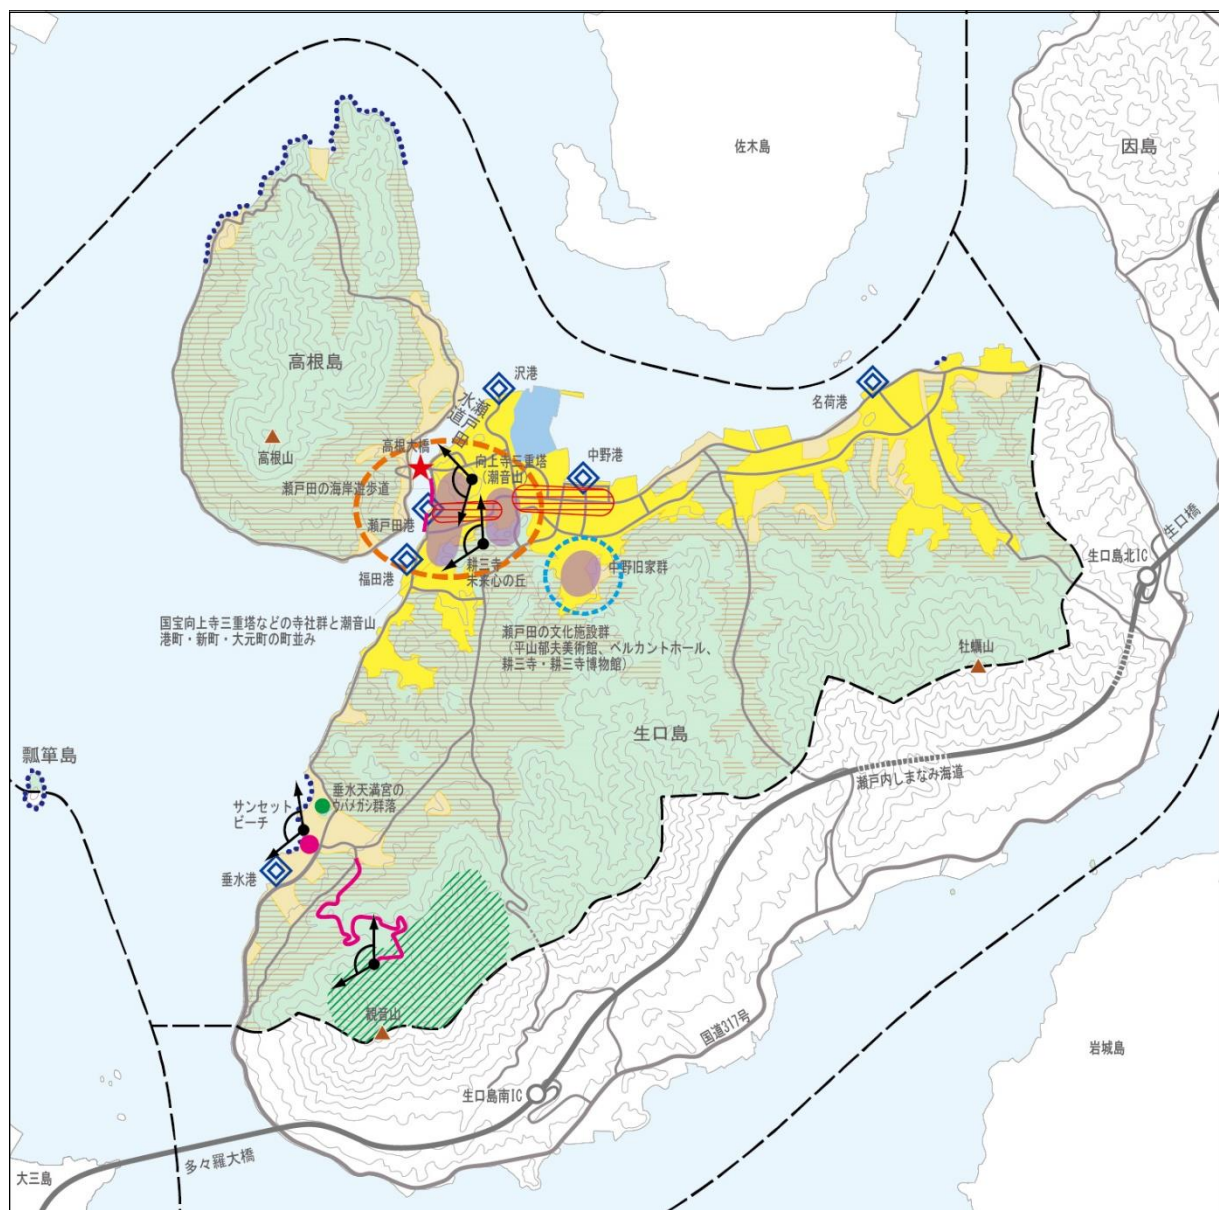 佐木島
因島
高根島
高根山
沢港
瀬戸田
水道
名荷港
高根大橋
向上寺三重塔
(潮音山)
中野港
瀬戸田の海岸遊歩道
瀬戸田港
福田港
耕三寺
未来心の丘
中野旧家群
生口橋
生口島北IC
国宝向上寺三重塔などの寺社群と潮音山
港町・新町・大元町の町並み
瀬戸田の文化施設群
(平山郁夫美術館、ベルカントホール、
耕三寺・耕三寺博物館)
牡蠣山
生口島
瓢箪島
瀬戸内しまなみ海道
サンセット
ビーチ
垂水天満宮の
ウバメガシ群落
垂水港
観音山
国道317号
岩城島
生口島南IC
多々羅大橋
大三島